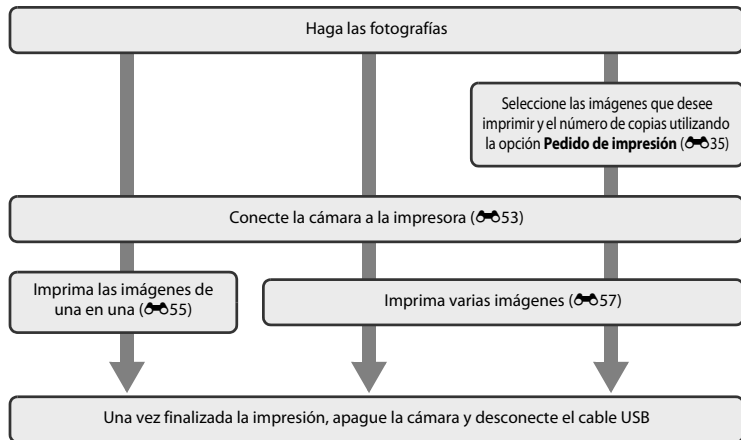 Haga las fotografías
Seleccione las imágenes que desee
imprimir y el número de copias utilizando
la opción Pedido de impresión (35)
Conecte la cámara a la impresora (53)
Imprima las imágenes de
una en una (55)
Imprima varias imágenes (57)
Una vez finalizada la impresión, apague la cámara y desconecte el cable USB